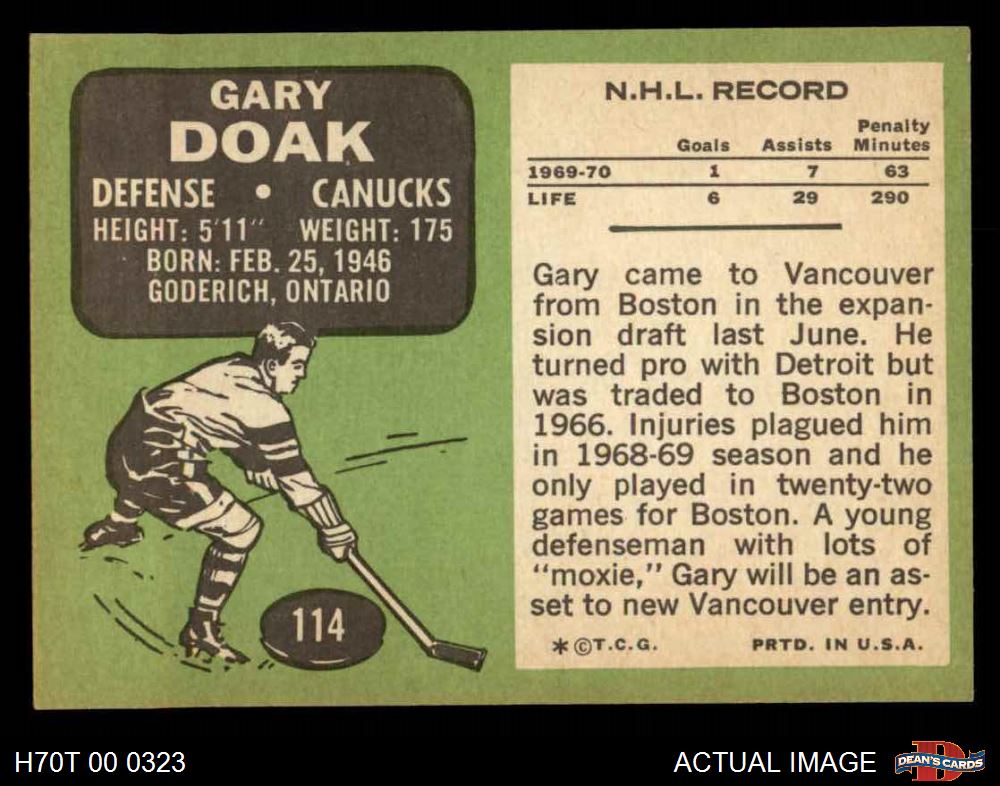 GARY
DOAK
DEFENSE • CANUCKS
HEIGHT: 5'11" WEIGHT: 175
BORN: FEB. 25, 1946
GODERICH, ONTARIO
114
N.H.L. RECORD
Goals Assists Penalty Minutes
1969-70 1 7 63
LIFE 6 29 290
Gary came to Vancouver
from Boston in the expan-
sion draft last June. He
turned pro with Detroit but
was traded to Boston in
1966. Injuries plagued him
in 1968-69 season and he
only played in twenty-two
games for Boston. A young
defenseman with lots of
"moxie," Gary will be an as-
set to new Vancouver entry.
*©T.C.G. PRTD. IN U.S.A.
H70T 00 0323
ACTUAL IMAGE
DEAN'S CARDS